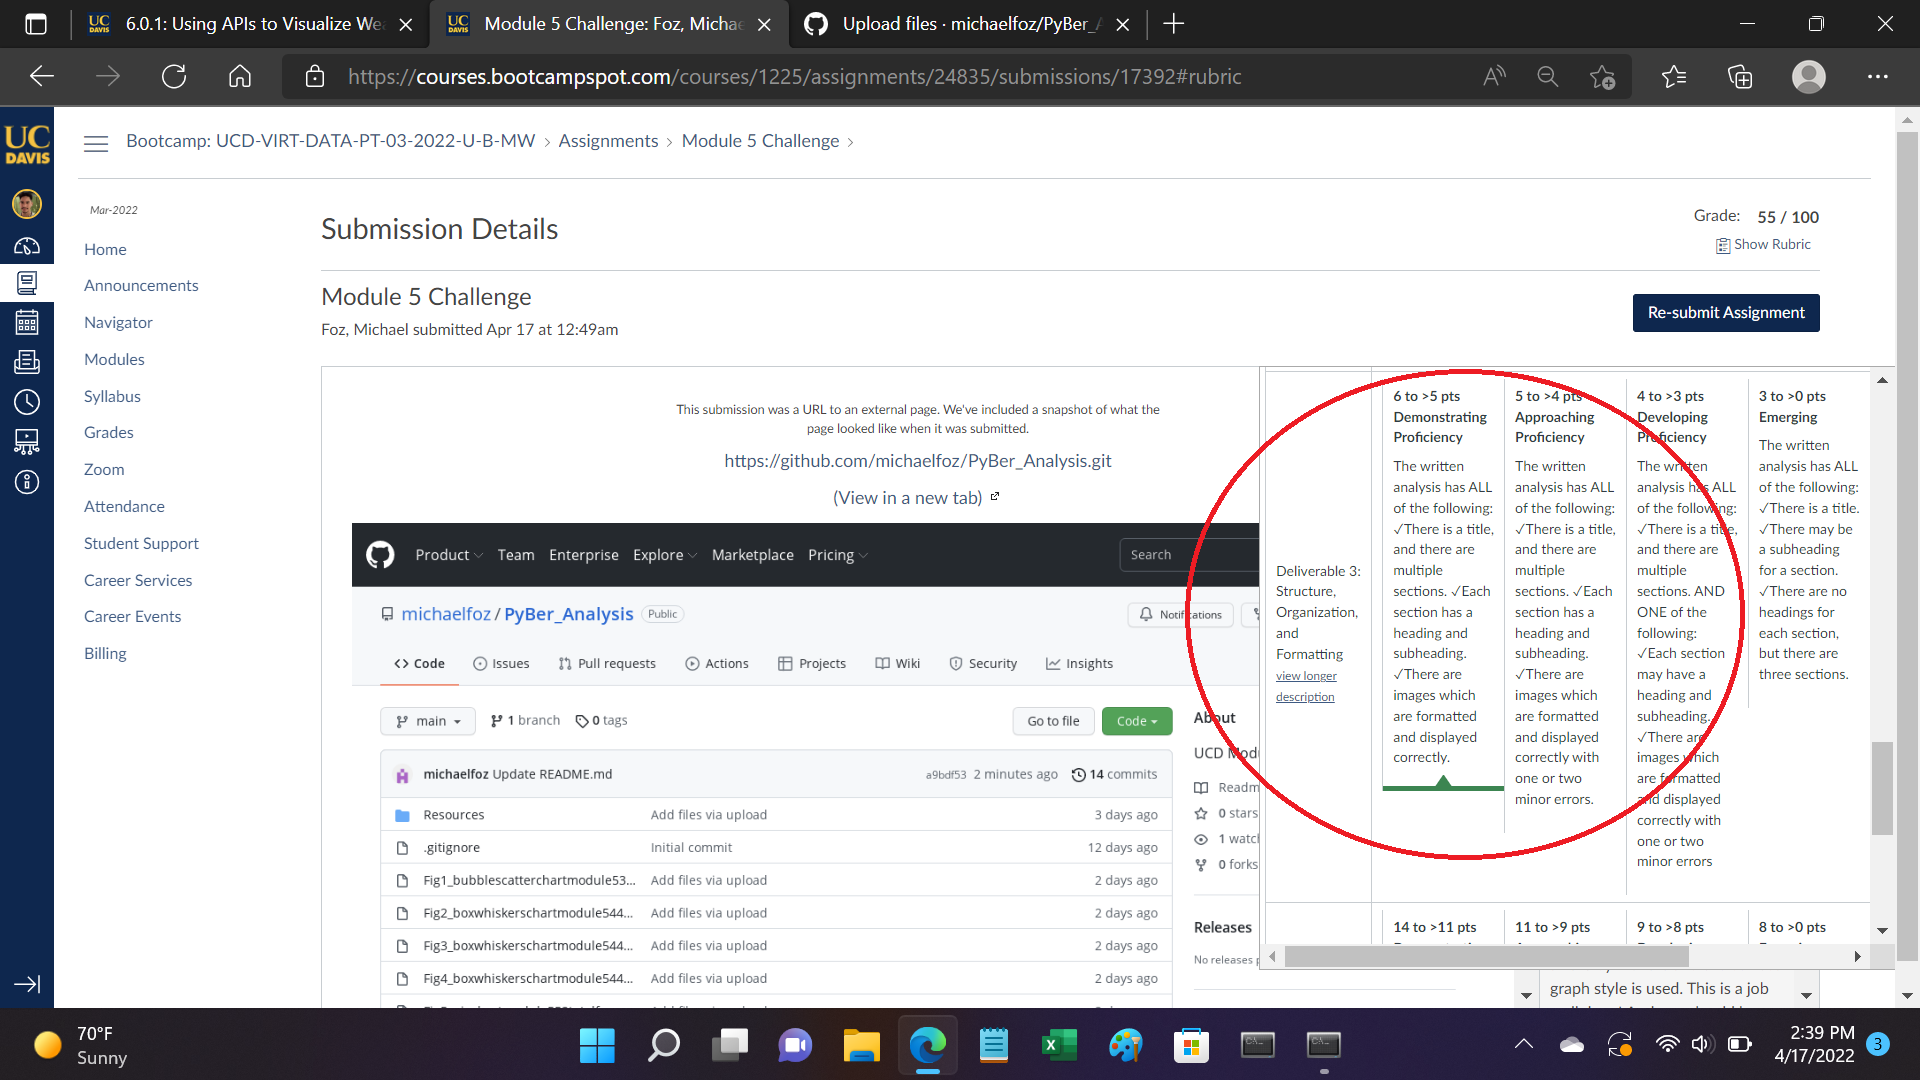 6.0.1: Using APIs to Visualize We
Module 5 Challenge: Foz, Micha
Upload files · michaelfoz/PyBer_A
https://courses.bootcampspot.com/courses/1225/assignments/24835/submissions/17392#rubric
UC
DAVIS
Bootcamp: UCD-VIRT-DATA-PT-03-2022-U-B-MW > Assignments > Module 5 Challenge >
Mar-2022
Home
Announcements
Navigator
Modules
Syllabus
Grades
Zoom
Attendance
Student Support
Career Services
Career Events
Billing
Submission Details
Grade: 55 / 100
Show Rubric
Module 5 Challenge
Foz, Michael submitted Apr 17 at 12:49am
Re-submit Assignment
This submission was a URL to an external page. We've included a snapshot of what the
page looked like when it was submitted.
https://github.com/michaelfoz/PyBer_Analysis.git
(View in a new tab)
Product Team Enterprise Explore Marketplace Pricing
Search
michaelfoz / PyBer_Analysis Public
Notifications
Code Issues Pull requests Actions Projects Wiki Security Insights
main 1 branch 0 tags
Go to file Code
michaelfoz Update README.md a9bdf53 2 minutes ago 14 commits
Resources Add files via upload 3 days ago
.gitignore Initial commit 12 days ago
Fig1_bubblescatterchartmodule53... Add files via upload 2 days ago
Fig2_boxwhiskerschartmodule544... Add files via upload 2 days ago
Fig3_boxwhiskerschartmodule544... Add files via upload 2 days ago
Fig4_boxwhiskerschartmodule544... Add files via upload 2 days ago
About
UCD Mod
Readm
0 stars
1 watch
0 forks
Releases
No releases p
Deliverable 3:
Structure,
Organization,
and
Formatting
view longer
description
6 to >5 pts
Demonstrating
Proficiency
The written
analysis has ALL
of the following:
✓There is a title,
and there are
multiple
sections. ✓Each
section has a
heading and
subheading.
✓There are
images which
are formatted
and displayed
correctly.
5 to >4 pts
Approaching
Proficiency
The written
analysis has ALL
of the following:
✓There is a title,
and there are
multiple
sections. ✓Each
section has a
heading and
subheading.
✓There are
images which
are formatted
and displayed
correctly with
one or two
minor errors.
4 to >3 pts
Developing
Proficiency
The written
analysis has ALL
of the following:
✓There is a title,
and there are
multiple
sections. AND
ONE of the
following:
✓Each section
may have a
heading and
subheading.
✓There are
images which
are formatted
and displayed
correctly with
one or two
minor errors
3 to >0 pts
Emerging
The written
analysis has ALL
of the following:
✓There is a title.
✓There may be
a subheading
for a section.
✓There are no
headings for
each section,
but there are
three sections.
14 to >11 pts
11 to >9 pts
9 to >8 pts
8 to >0 pts
graph style is used. This is a job
70°F
Sunny
2:39 PM
4/17/2022
3